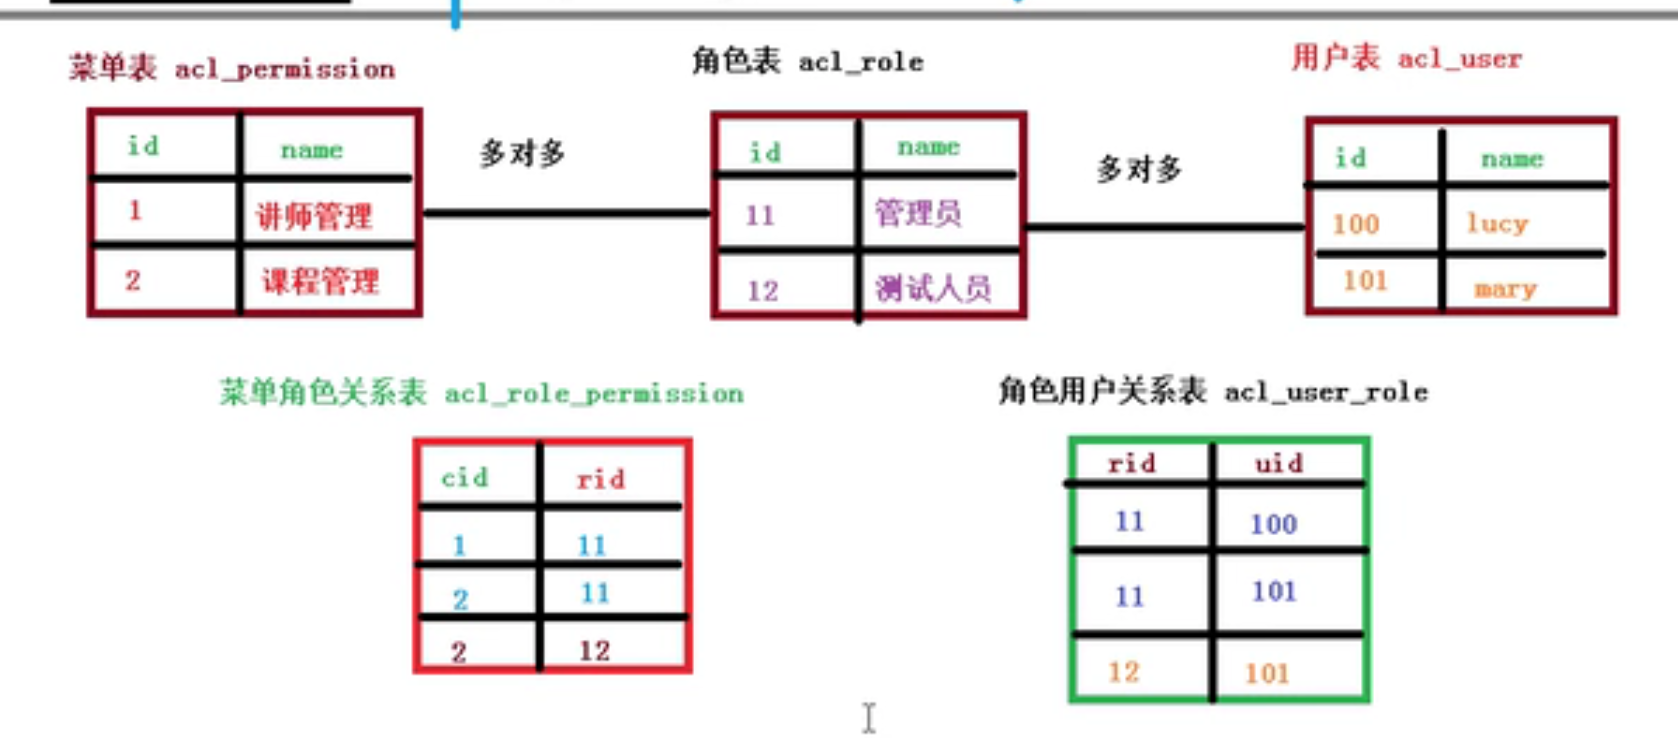 菜单表 acl_permission
id name
1 讲师管理
2 课程管理
多对多
角色表 acl_role
id name
11 管理员
12 测试人员
多对多
用户表 acl_user
id name
100 lucy
101 mary
菜单角色关系表 acl_role_permission
cid rid
1 11
2 11
2 12
角色用户关系表 acl_user_role
rid uid
11 100
11 101
12 101